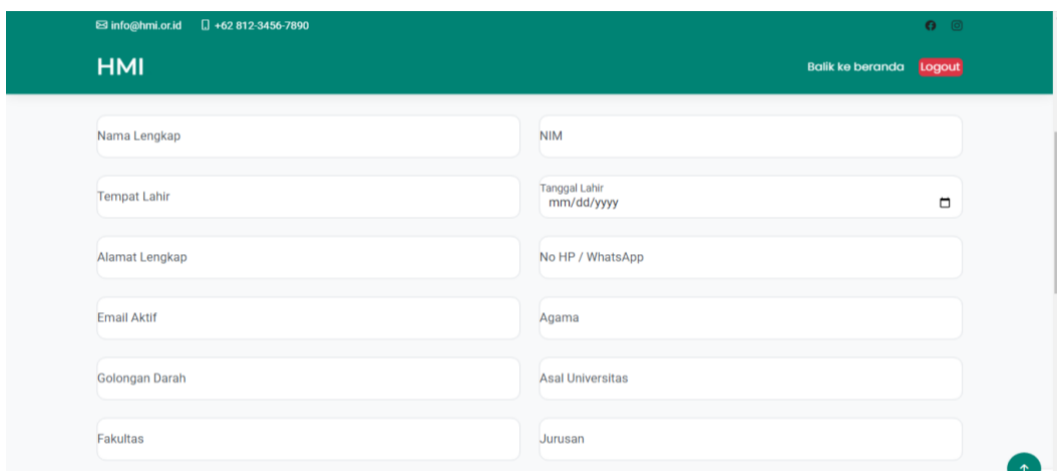 info@hmi.or.id +62 812-3456-7890
HMI
Balik ke beranda Logout
Nama Lengkap
NIM
Tempat Lahir
Tanggal Lahir
mm/dd/yyyy
Alamat Lengkap
No HP / WhatsApp
Email Aktif
Agama
Golongan Darah
Asal Universitas
Fakultas
Jurusan